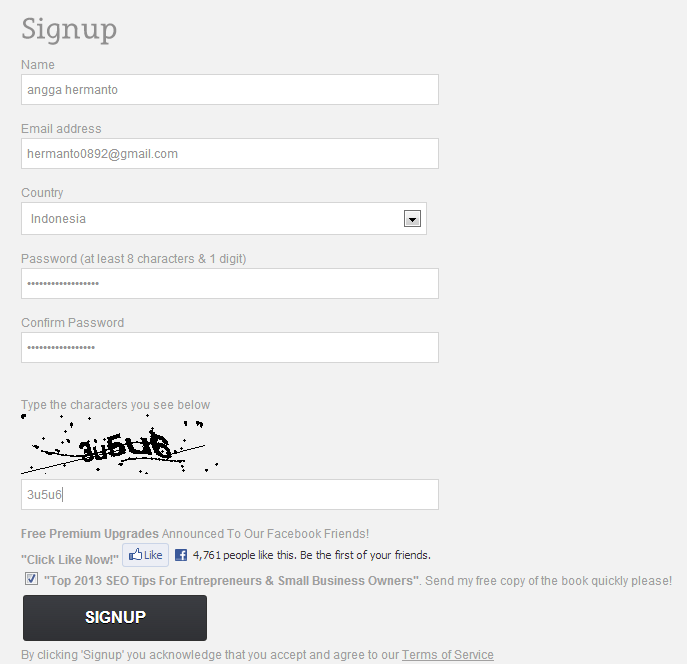 Signup
Name
angga hermanto
Email address
hermanto0892@gmail.com
Country
Indonesia
Password (at least 8 characters & 1 digit)
••••••••••••••••••
Confirm Password
•••••••••••••••••
Type the characters you see below
3u5u6
Free Premium Upgrades Announced To Our Facebook Friends!
"Click Like Now!" Like 4,761 people like this. Be the first of your friends.
"Top 2013 SEO Tips For Entrepreneurs & Small Business Owners". Send my free copy of the book quickly please!
SIGNUP
By clicking 'Signup' you acknowledge that you accept and agree to our Terms of Service